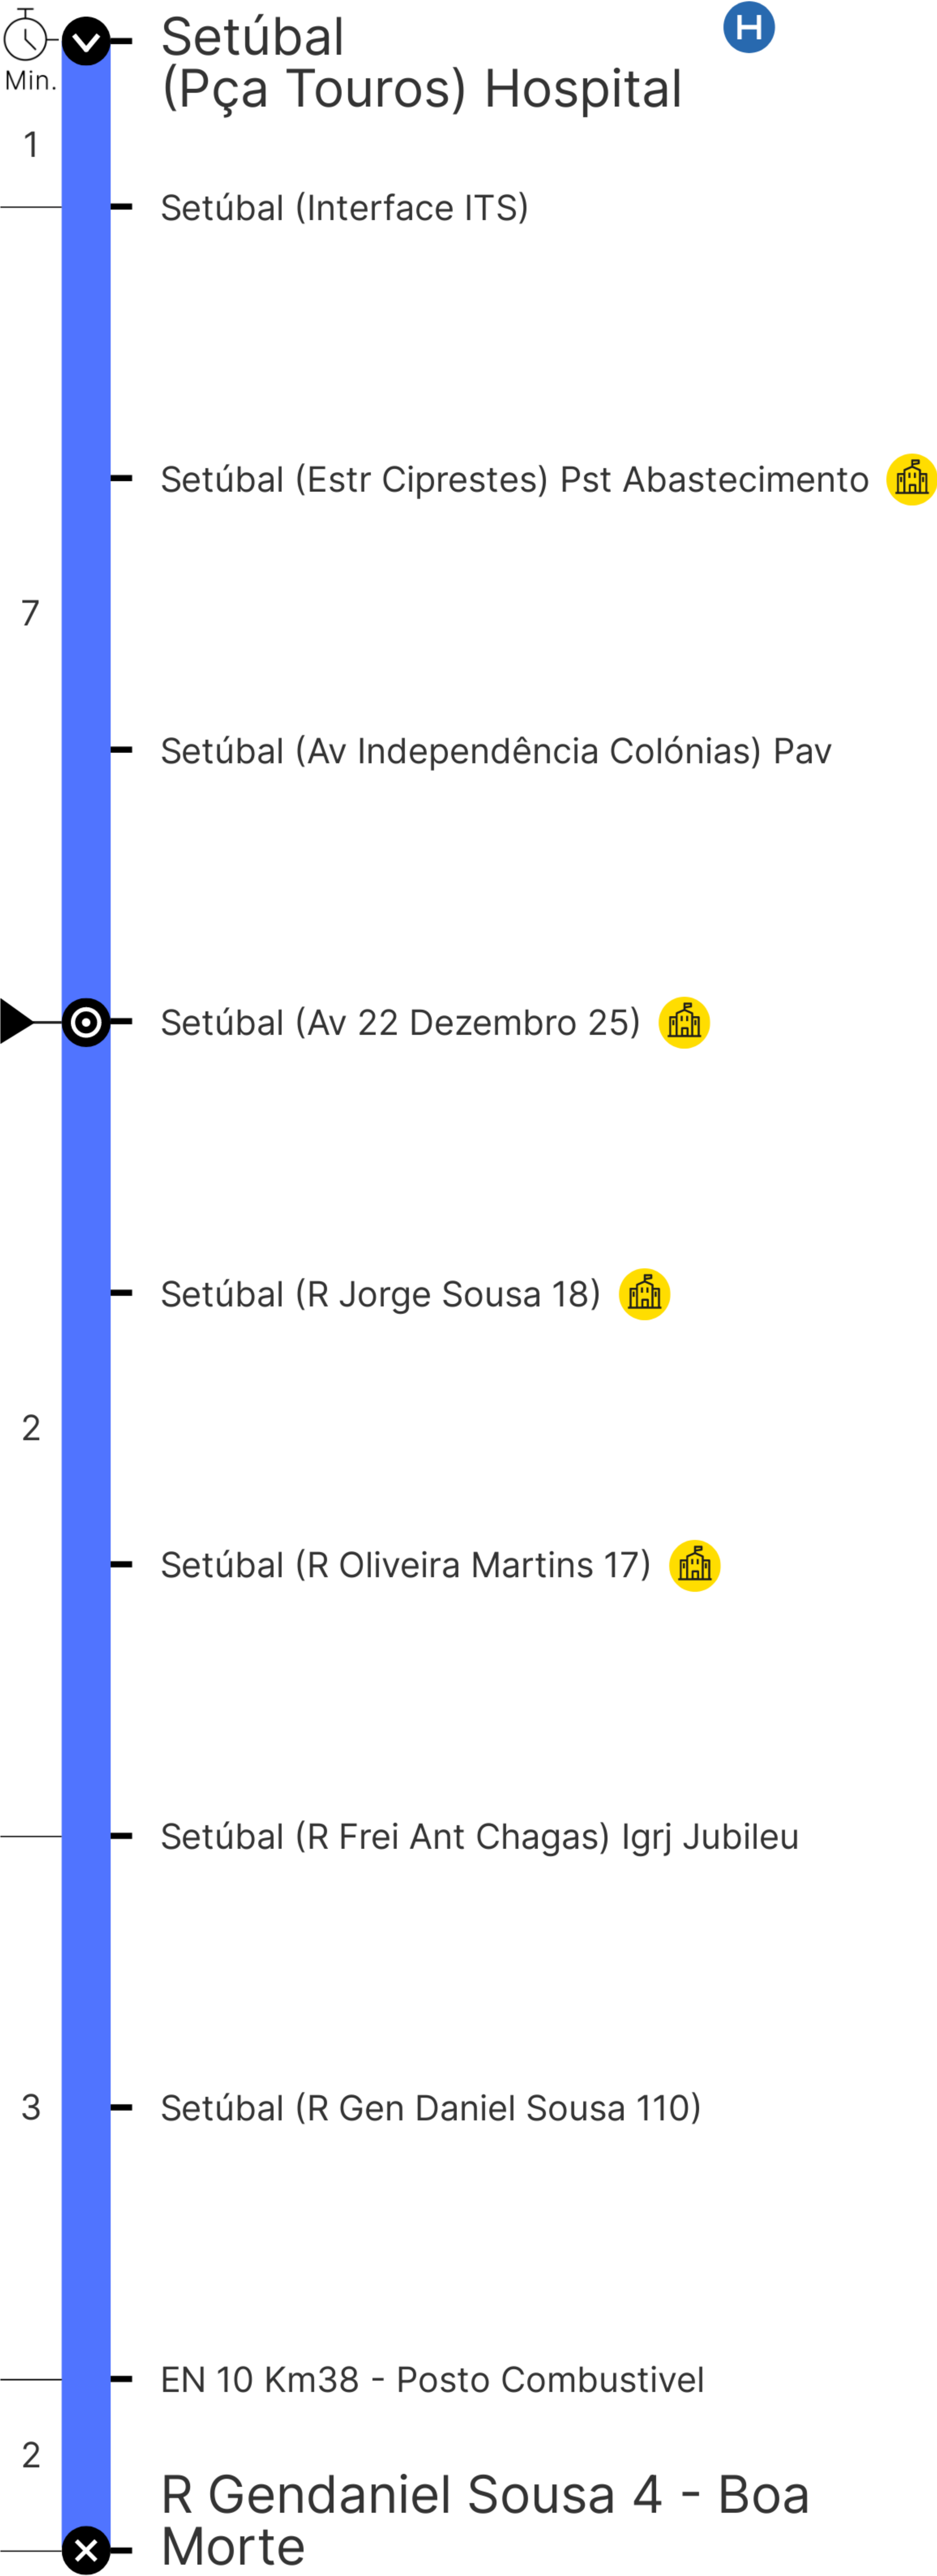 Setúbal
H
(Pça Touros) Hospital
Min.
1
Setúbal (Interface ITS)
Setúbal (Estr Ciprestes) Pst Abastecimento
7
Setúbal (Av Independência Colónias) Pav
Setúbal (Av 22 Dezembro 25)
Setúbal (R Jorge Sousa 18)
2
Setúbal (R Oliveira Martins 17)
Setúbal (R Frei Ant Chagas) Igrj Jubileu
3
Setúbal (R Gen Daniel Sousa 110)
EN 10 Km38 - Posto Combustivel
2
R Gendaniel Sousa 4 - Boa
Morte